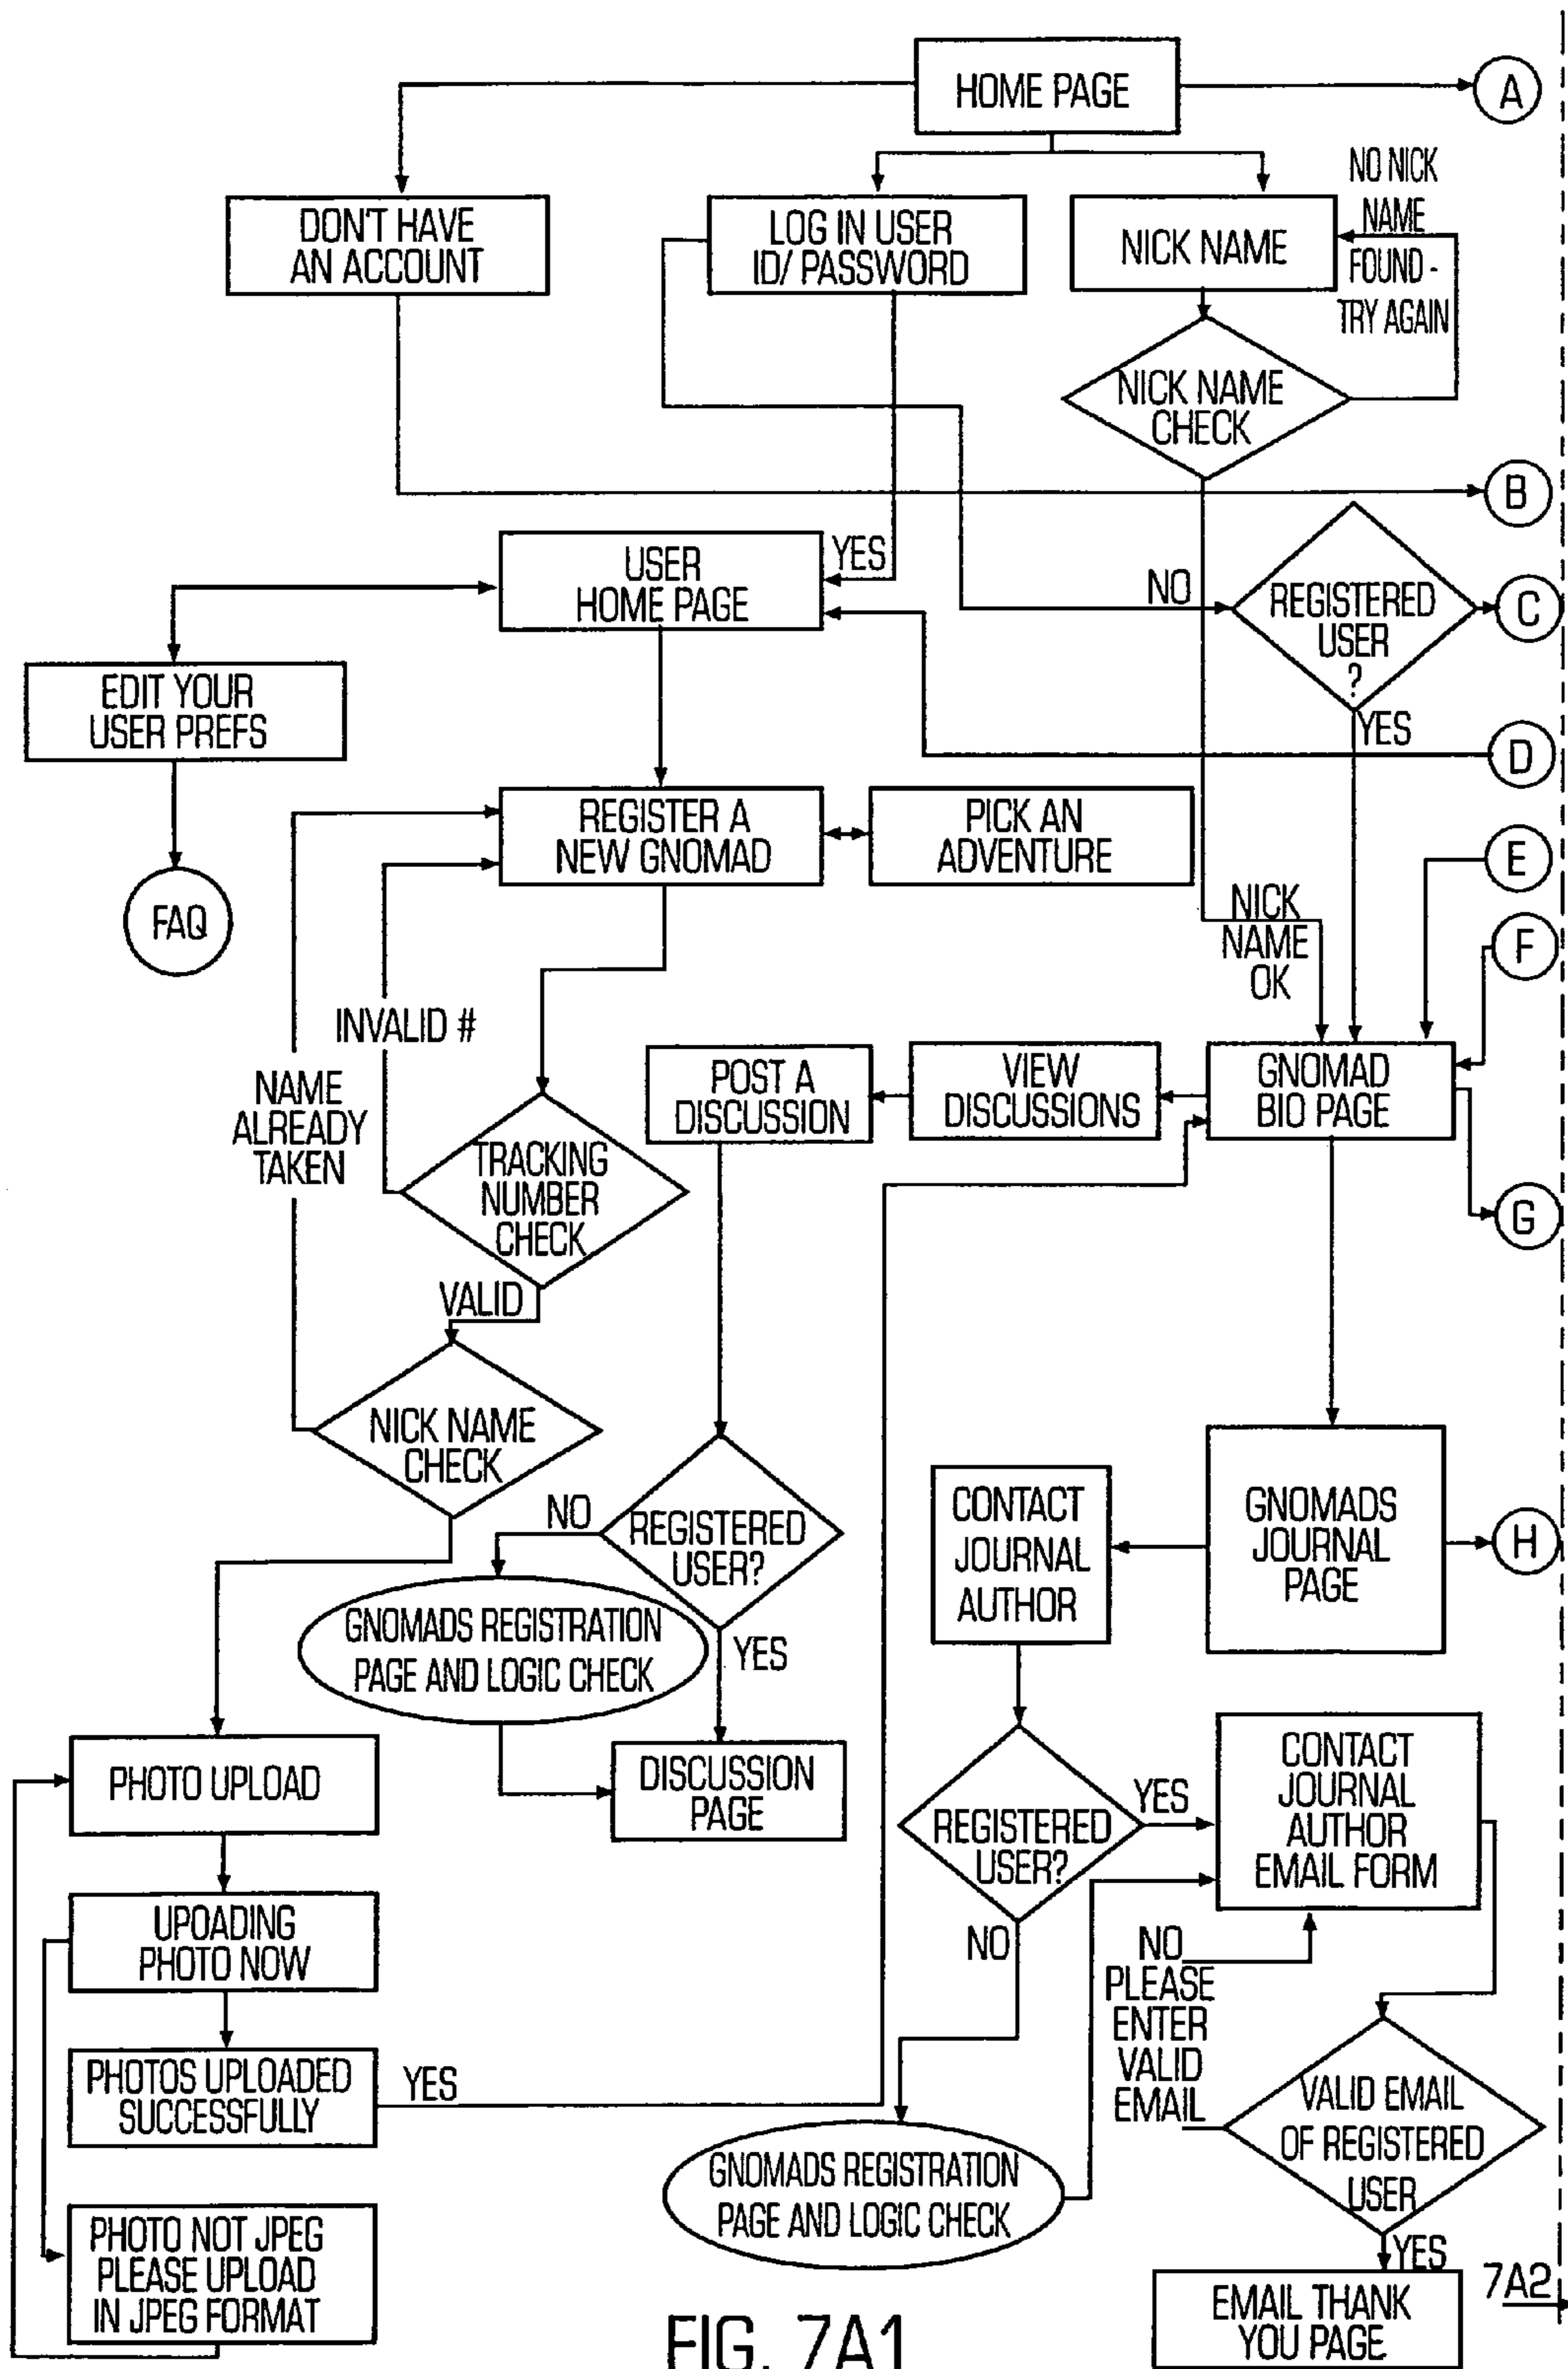 HOME PAGE
A
DON'T HAVE
AN ACCOUNT
LOG IN USER
ID/ PASSWORD
NICK NAME
NO NICK
NAME
FOUND -
TRY AGAIN
NICK NAME
CHECK
B
USER
HOME PAGE
YES
NO
REGISTERED
USER
?
C
YES
EDIT YOUR
USER PREFS
D
REGISTER A
NEW GNOMAD
PICK AN
ADVENTURE
E
FAQ
NICK
NAME
OK
F
INVALID #
NAME
ALREADY
TAKEN
POST A
DISCUSSION
VIEW
DISCUSSIONS
GNOMAD
BIO PAGE
TRACKING
NUMBER
CHECK
G
VALID
NICK NAME
CHECK
NO
REGISTERED
USER?
CONTACT
JOURNAL
AUTHOR
GNOMADS
JOURNAL
PAGE
H
GNOMADS REGISTRATION
PAGE AND LOGIC CHECK
YES
PHOTO UPLOAD
DISCUSSION
PAGE
REGISTERED
USER?
YES
CONTACT
JOURNAL
AUTHOR
EMAIL FORM
UPOADING
PHOTO NOW
NO
NO
PLEASE
ENTER
VALID
EMAIL
PHOTOS UPLOADED
SUCCESSFULLY
YES
VALID EMAIL
OF REGISTERED
USER
GNOMADS REGISTRATION
PAGE AND LOGIC CHECK
PHOTO NOT JPEG
PLEASE UPLOAD
IN JPEG FORMAT
YES
EMAIL THANK
YOU PAGE
7A2
FIG. 7A1